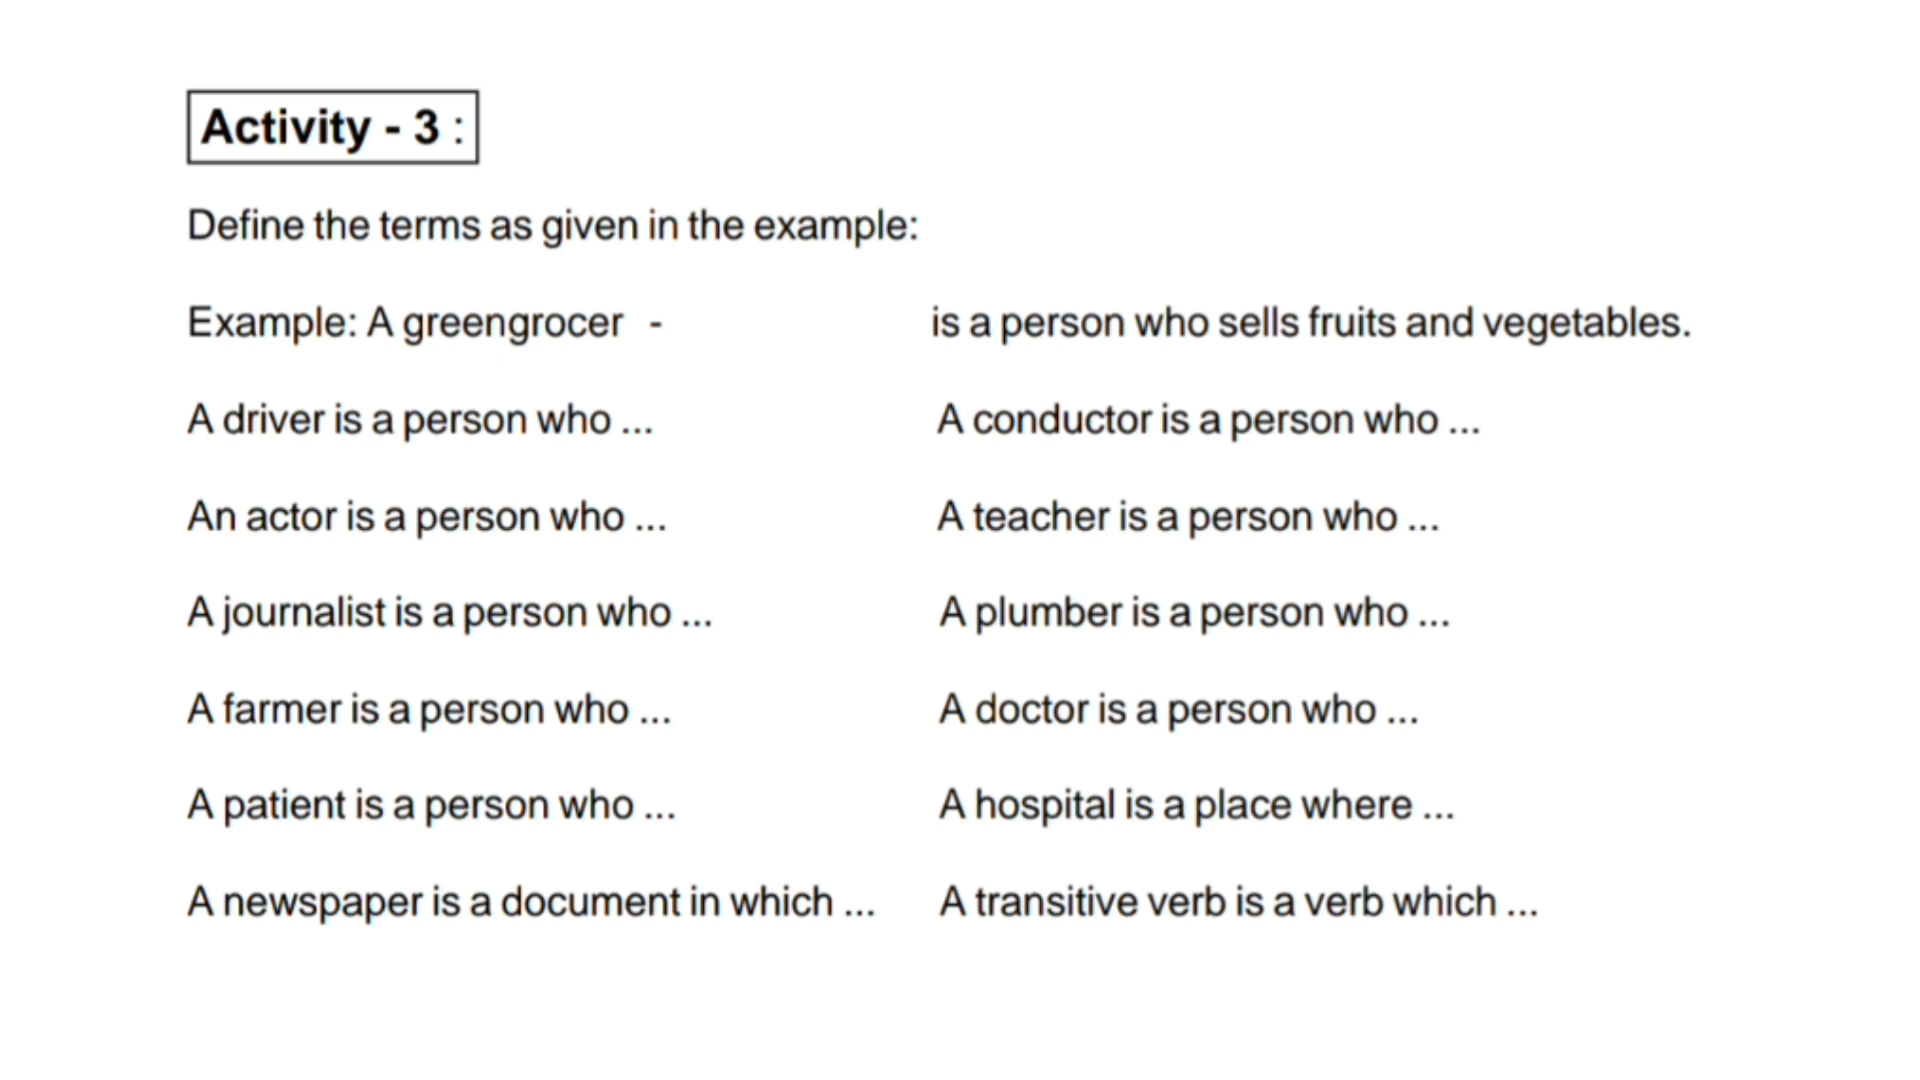 Activity - 3 :
Define the terms as given in the example:
Example: A greengrocer - is a person who sells fruits and vegetables.
A driver is a person who ... A conductor is a person who ...
An actor is a person who ... A teacher is a person who ...
A journalist is a person who ... A plumber is a person who ...
A farmer is a person who ... A doctor is a person who ...
A patient is a person who ... A hospital is a place where ...
A newspaper is a document in which ... A transitive verb is a verb which ...